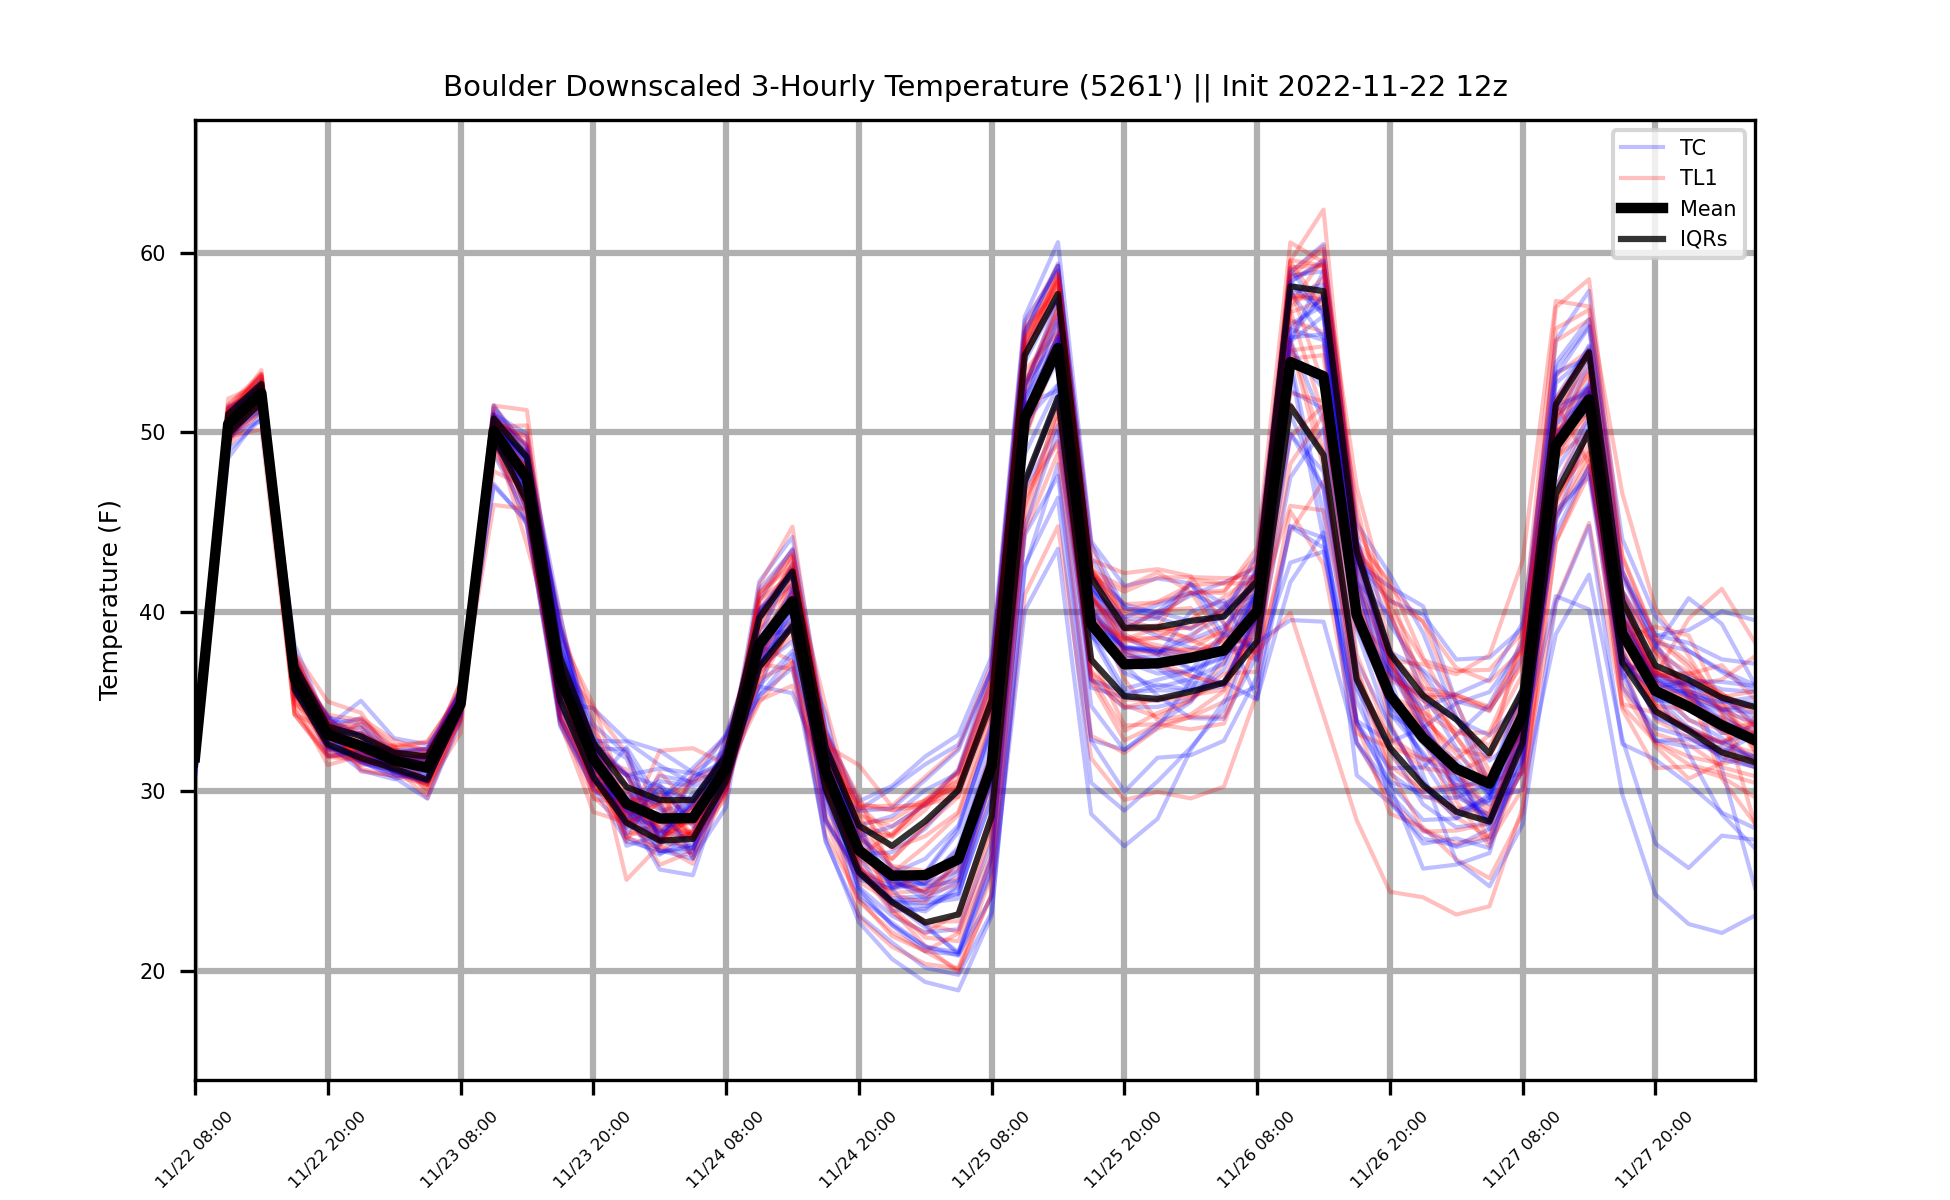 Boulder Downscaled 3-Hourly Temperature (5261') || Init 2022-11-22 12z
TC
TL1
Mean
IQRs
Temperature (F)
60
50
40
30
20
11/22 08:00
11/22 20:00
11/23 08:00
11/23 20:00
11/24 08:00
11/24 20:00
11/25 08:00
11/25 20:00
11/26 08:00
11/26 20:00
11/27 08:00
11/27 20:00